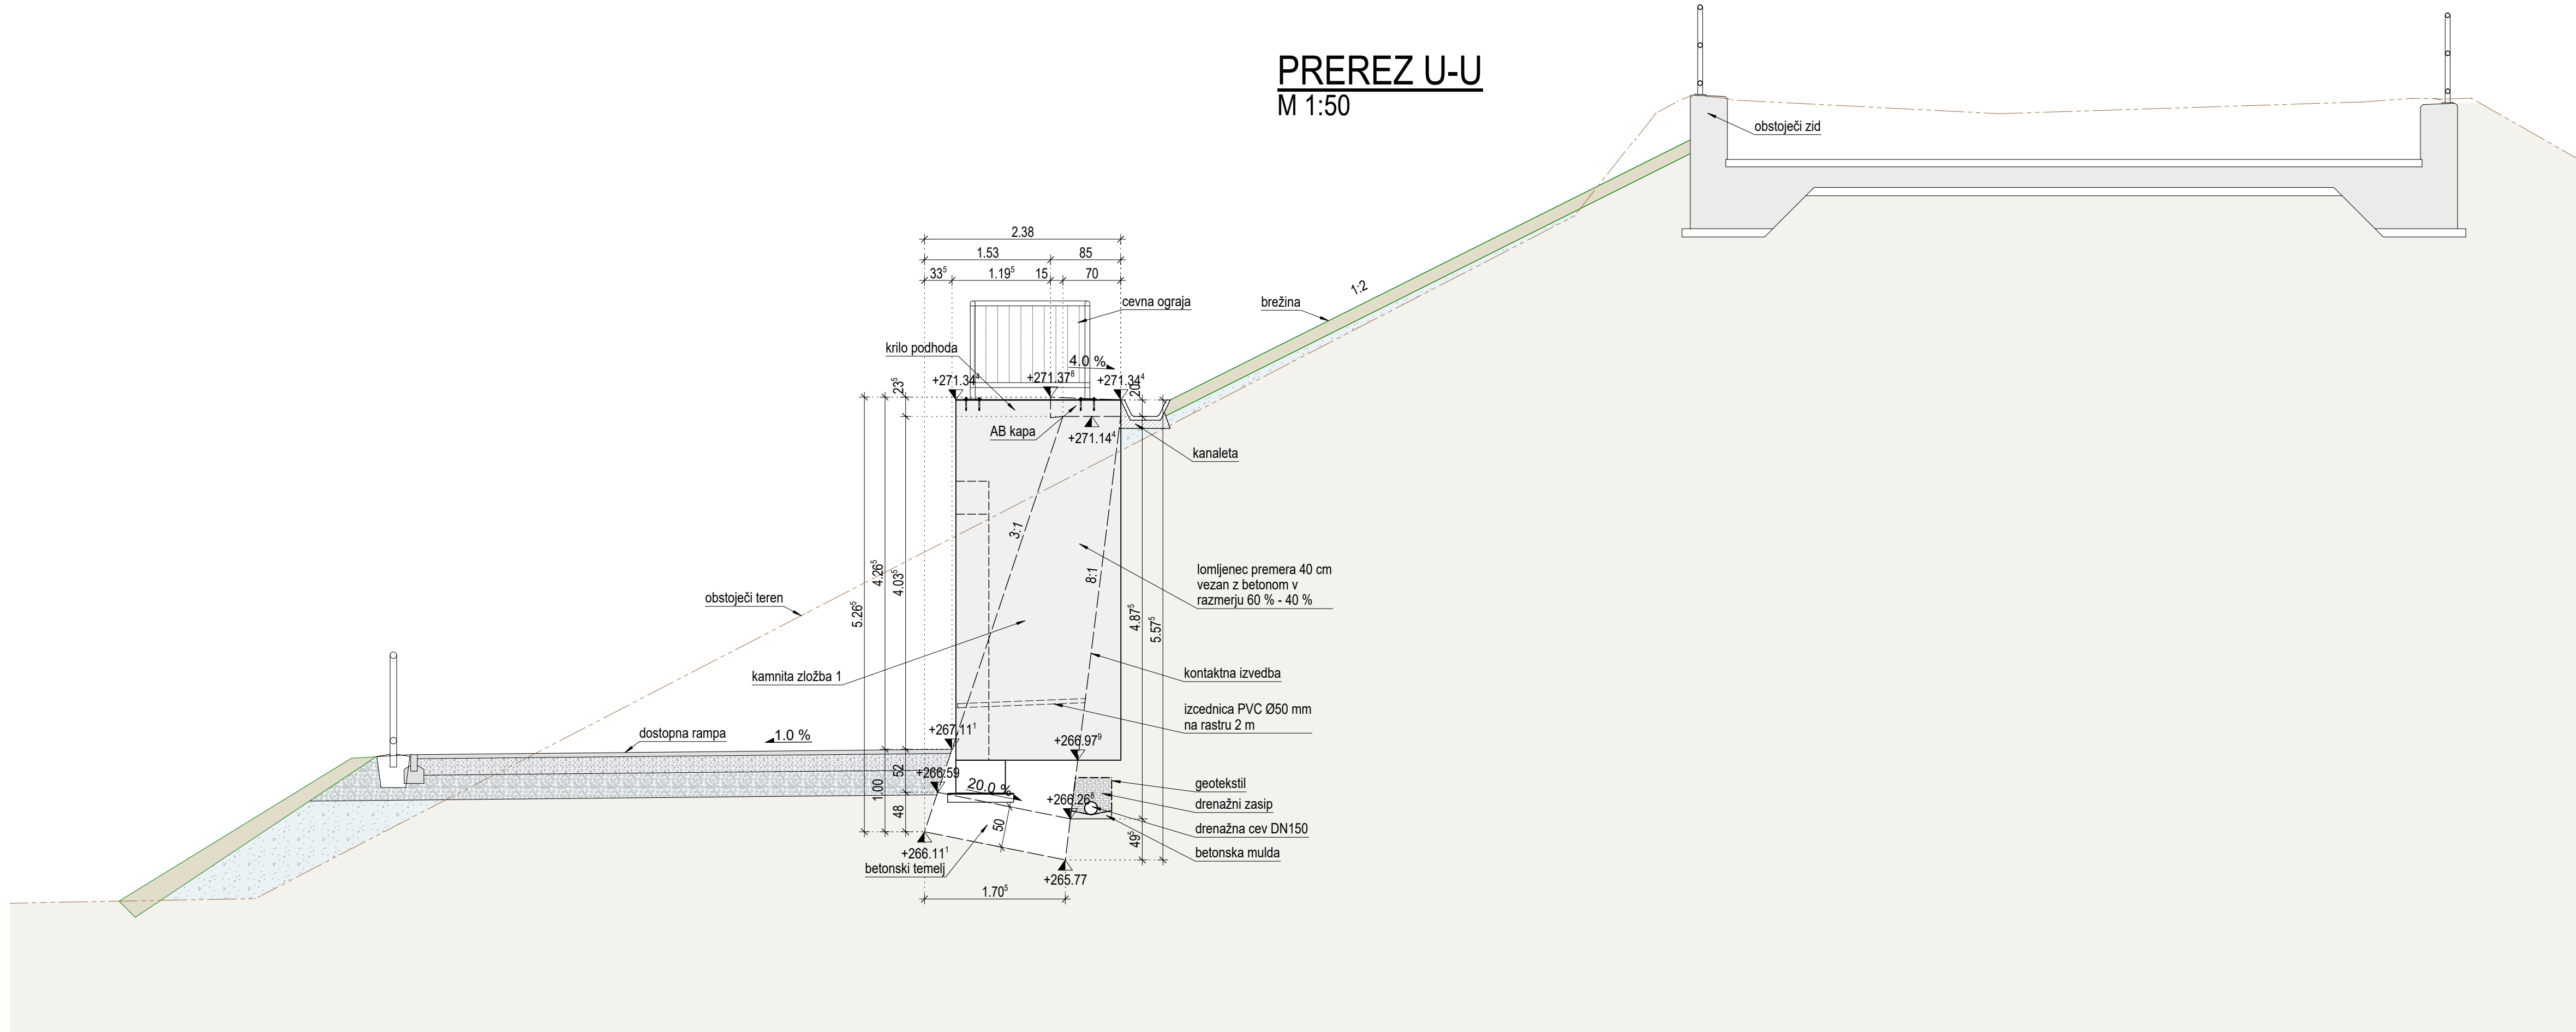 PREREZ U-U
M 1:50
obstoječi zid
2.38
1.53
85
33⁵
1.19⁵
15
70
1:2
brežina
cevna ograja
krilo podhoda
4.0 %
23⁵
+271.34⁴
+271.37⁸
+271.34⁴
20
AB kapa
+271.14⁴
kanaleta
3:1
8:1
lomljenec premera 40 cm
vezan z betonom v
razmerju 60 % - 40 %
obstoječi teren
5.26⁵
4.26⁵
4.03⁵
4.87⁵
5.57⁵
kamnita zložba 1
kontaktna izvedba
izcednica PVC Ø50 mm
na rastru 2 m
dostopna rampa
1.0 %
+267.11¹
+266.97⁹
52
+266.59
1.00
48
20.0 %
+266.26⁸
50
geotekstil
drenažni zasip
drenažna cev DN150
betonska mulda
49⁵
+266.11¹
betonski temelj
+265.77
1.70⁵